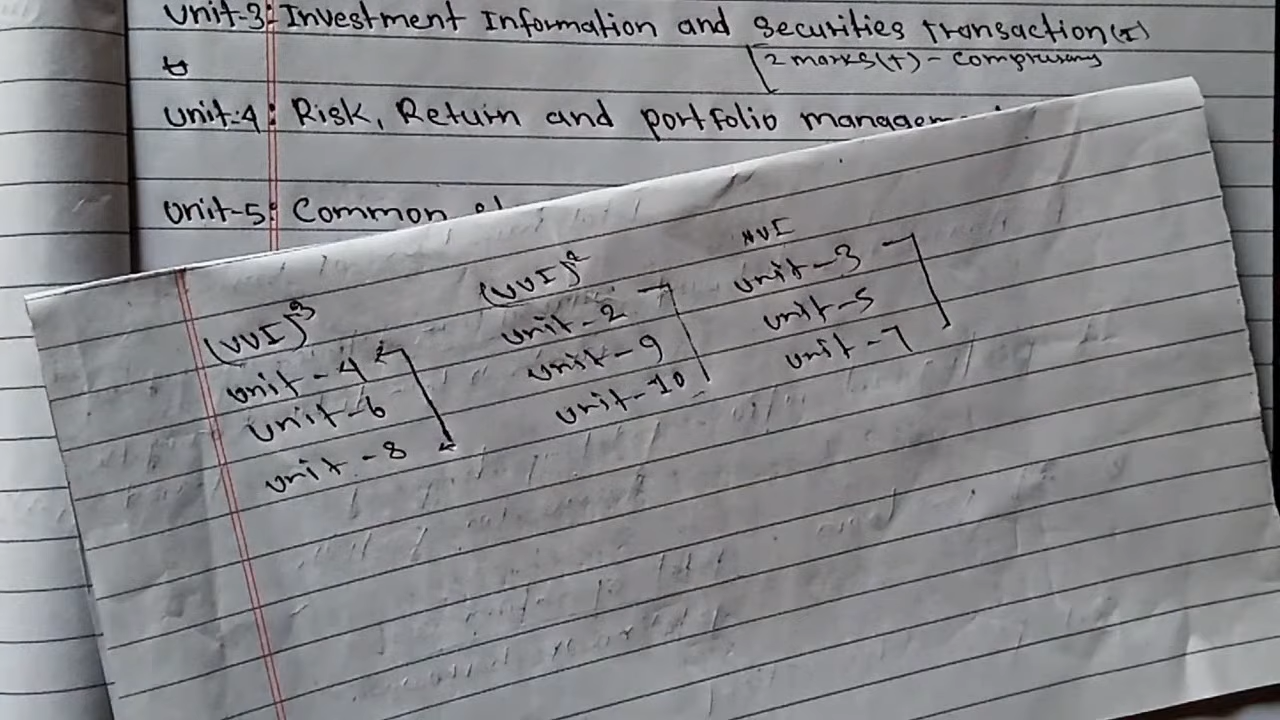 Unit-3:- Investment Information and Securities Transaction (I)
2 marks (T) - Comprusory
Unit-4: Risk, Return and portfolio managem
Unit-5: Common
(VVI)³
unit-4
unit-6
unit-8
(VVI)²
unit-2
unit-9
unit-10
VVI
unit-3
unit-5
unit-7